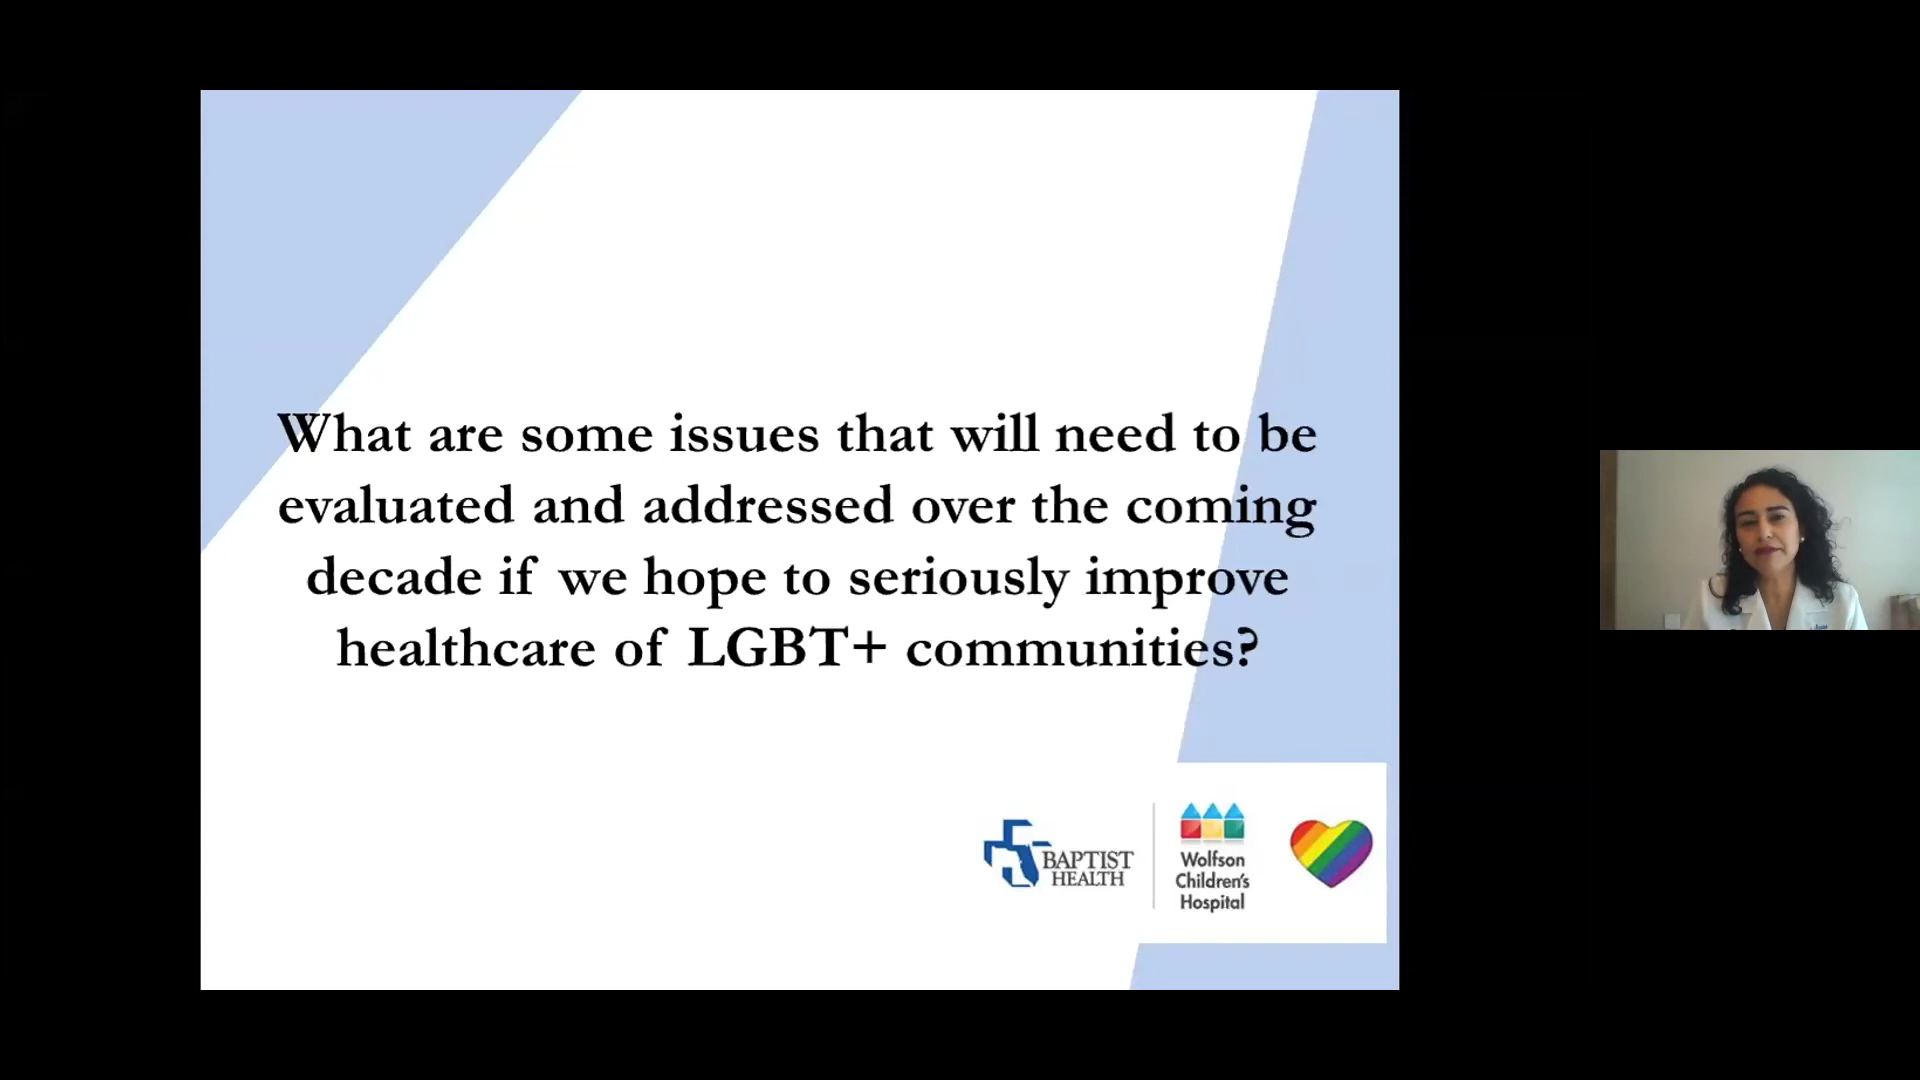 What are some issues that will need to be
evaluated and addressed over the coming
decade if we hope to seriously improve
healthcare of LGBT+ communities?
BAPTIST
HEALTH
Wolfson
Children's
Hospital